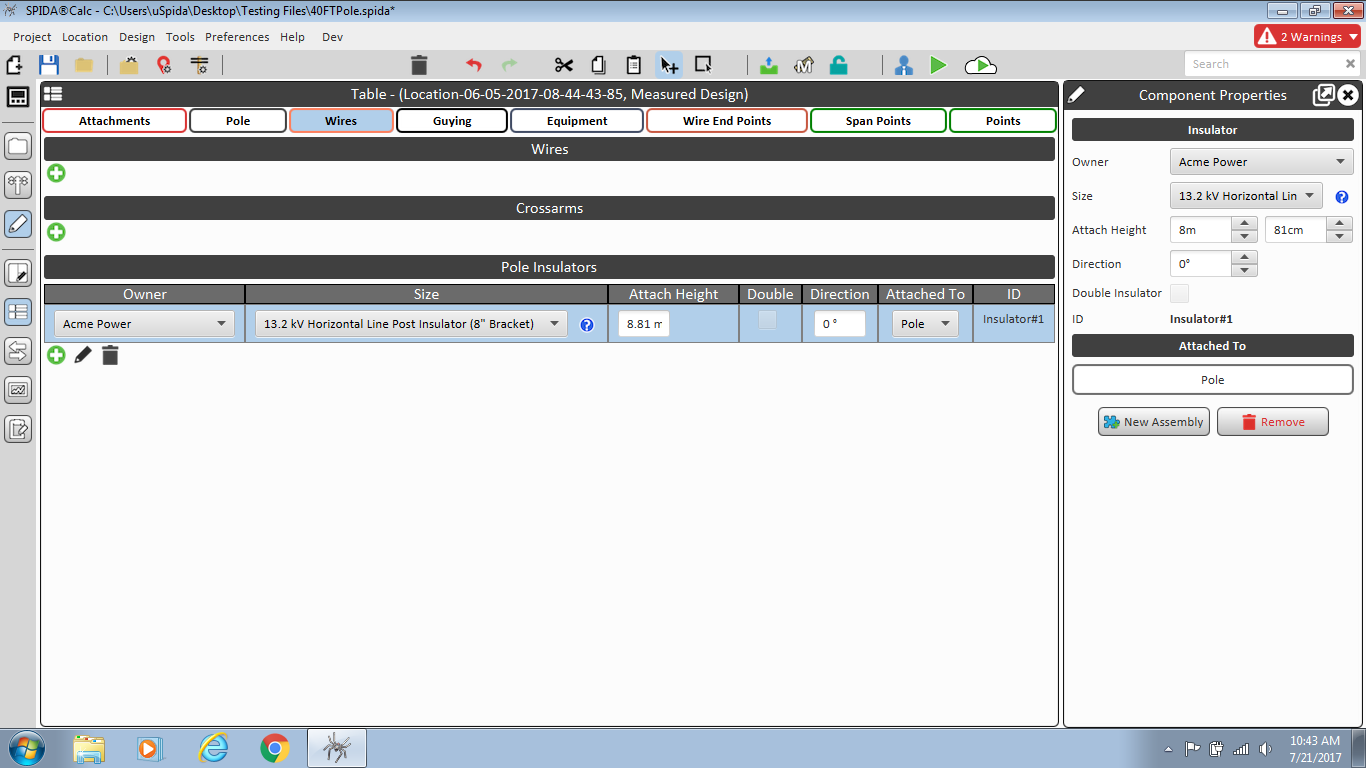 SPIDA®Calc - C:\Users\uSpida\Desktop\Testing Files\40FTPole.spida*
Project Location Design Tools Preferences Help Dev
2 Warnings
Search
Table - (Location-06-05-2017-08-44-43-85, Measured Design)
Attachments Pole Wires Guying Equipment Wire End Points Span Points Points
Wires
Crossarms
Pole Insulators
Owner Size Attach Height Double Direction Attached To ID
Acme Power 13.2 kV Horizontal Line Post Insulator (8" Bracket) 8.81 m 0 ° Pole Insulator#1
Component Properties
Insulator
Owner Acme Power
Size 13.2 kV Horizontal Lin
Attach Height 8m 81cm
Direction 0°
Double Insulator
ID Insulator#1
Attached To
Pole
New Assembly Remove
10:43 AM
7/21/2017